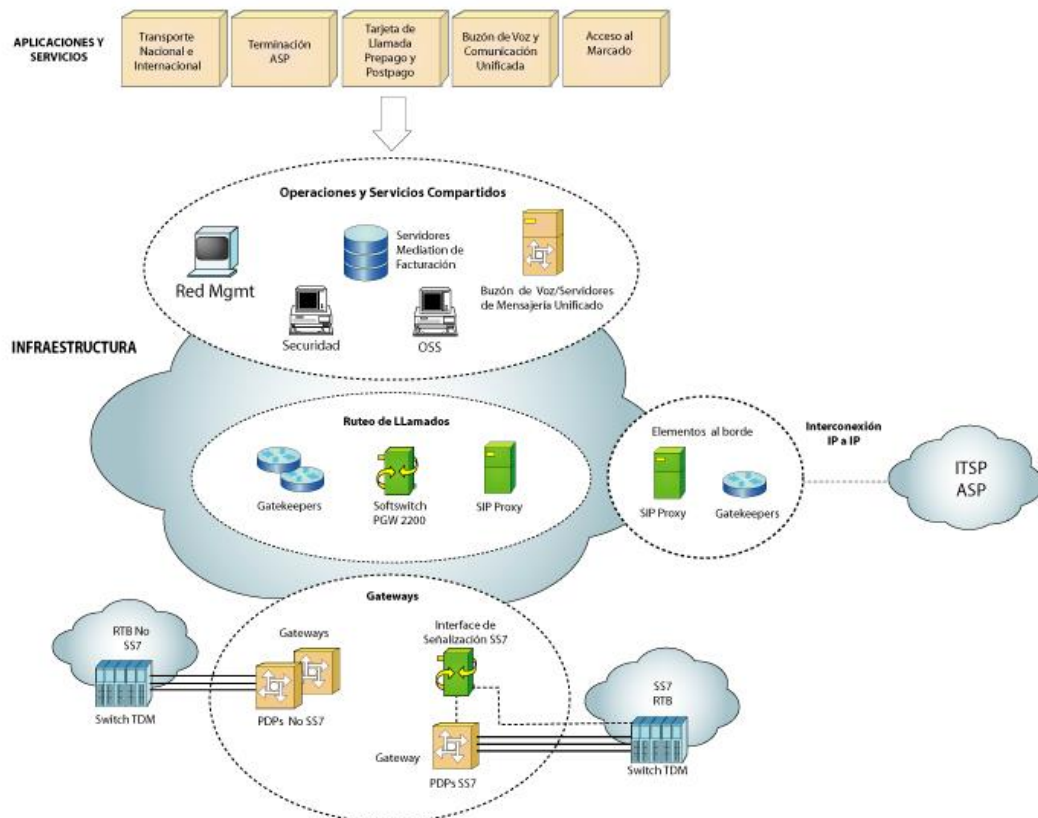 APLICACIONES Y
SERVICIOS
Transporte
Nacional e
Internacional
Terminación
ASP
Tarjeta de
Llamada
Prepago y
Postpago
Buzón de Voz y
Comunicación
Unificada
Acceso al
Marcado
Operaciones y Servicios Compartidos
Red Mgmt
Servidores
Mediation de
Facturación
Buzón de Voz/Servidores
de Mensajería Unificado
Securidad
OSS
INFRAESTRUCTURA
Ruteo de LLamados
Gatekeepers
Softswitch
PGW 2200
SIP Proxy
Elementos al borde
SIP Proxy
Gatekeepers
Interconexión
IP a IP
ITSP
ASP
Gateways
RTB No
SS7
Switch TDM
Gateways
PDPs No SS7
Interface de
Señalización SS7
Gateway
PDPs SS7
SS7
RTB
Switch TDM